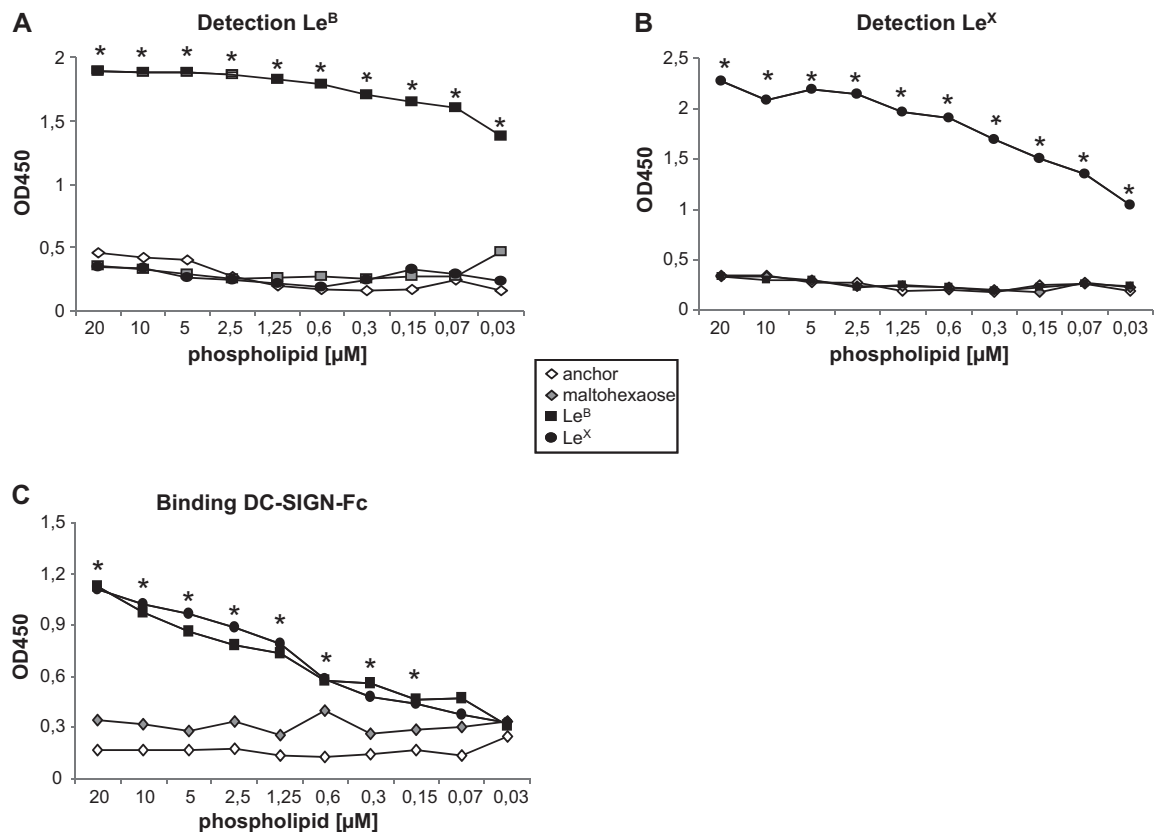 A
Detection Le^B
* * * * * * * * * *
2
1,5
1
0,5
0
OD450
20 10 5 2,5 1,25 0,6 0,3 0,15 0,07 0,03
phospholipid [µM]
B
Detection Le^X
* * * * * * * * * *
2,5
2
1,5
1
0,5
0
OD450
20 10 5 2,5 1,25 0,6 0,3 0,15 0,07 0,03
phospholipid [µM]
anchor
maltohexaose
Le^B
Le^X
C
Binding DC-SIGN-Fc
* * * * * * * *
1,5
1,2
0,9
0,6
0,3
0
OD450
20 10 5 2,5 1,25 0,6 0,3 0,15 0,07 0,03
phospholipid [µM]